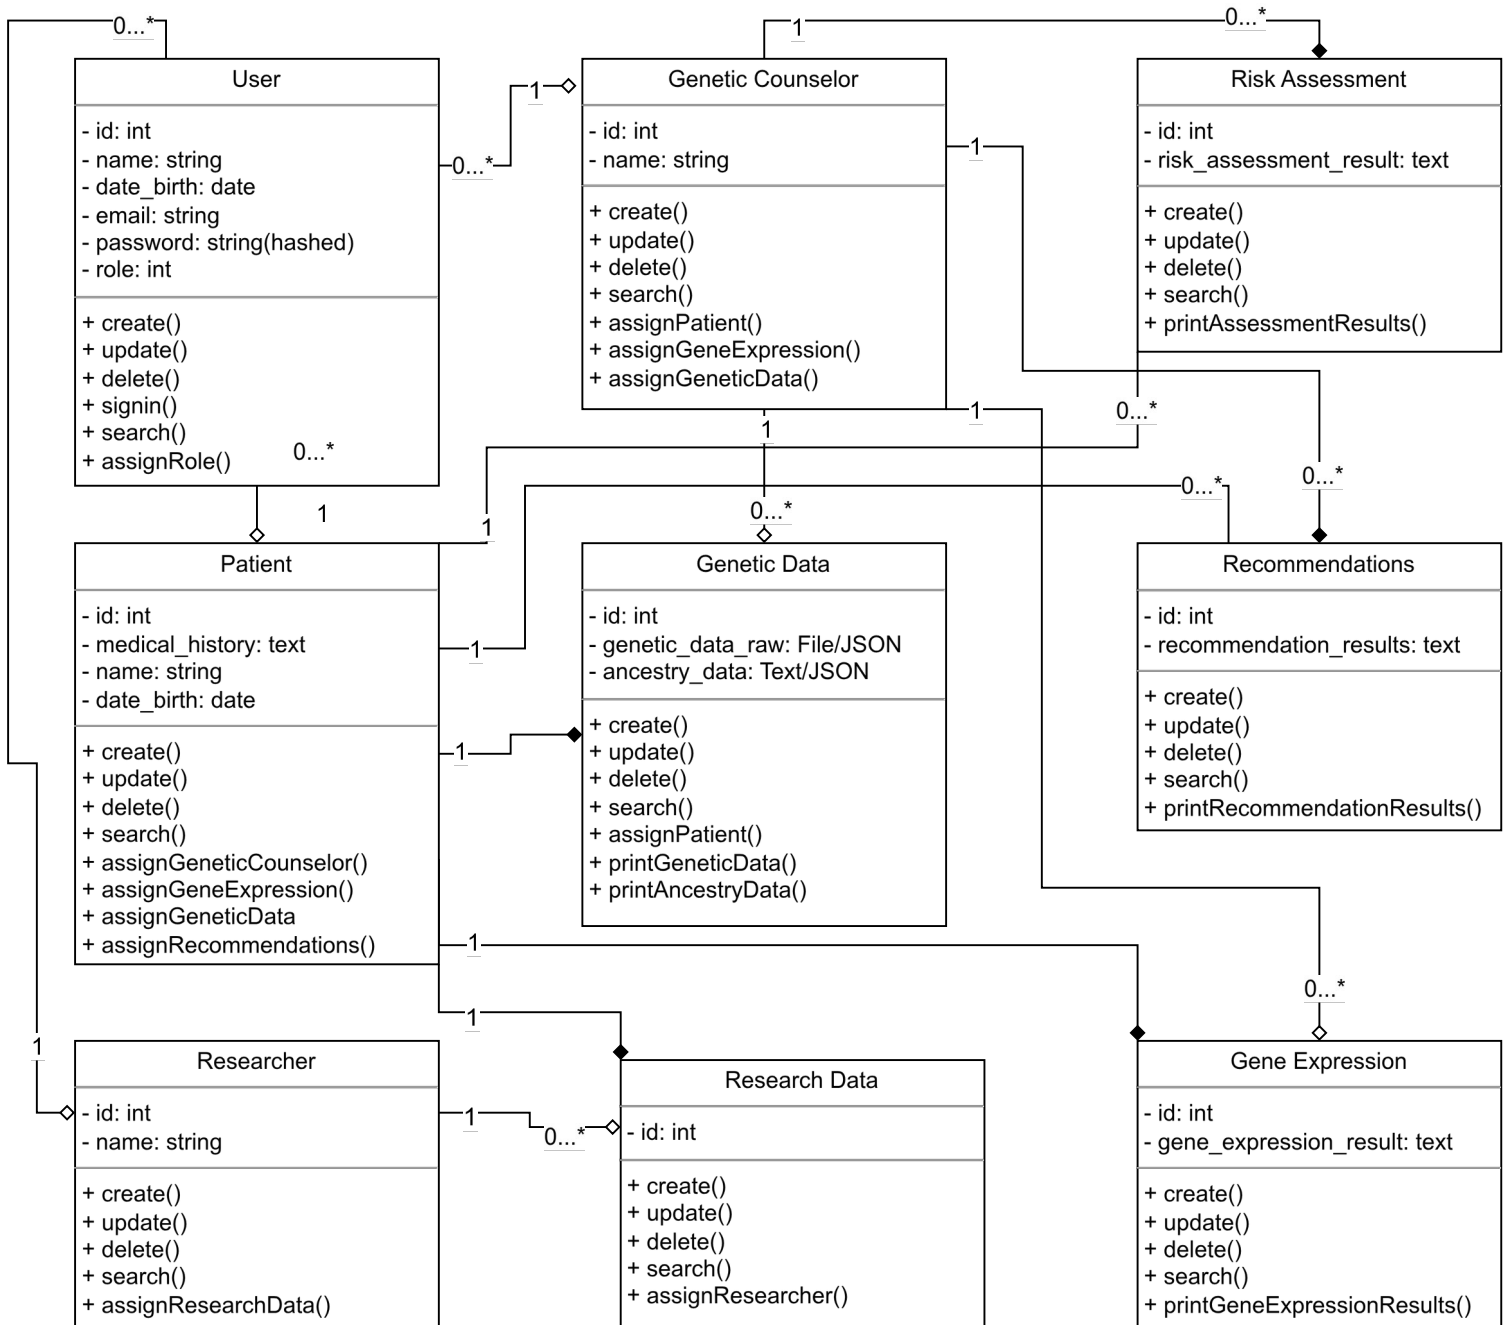 0...*
1
0...*
User
- id: int
- name: string
- date_birth: date
- email: string
- password: string(hashed)
- role: int
+ create()
+ update()
+ delete()
+ signin()
+ search()
+ assignRole()
0...*
1
1
0...*
Genetic Counselor
- id: int
- name: string
+ create()
+ update()
+ delete()
+ search()
+ assignPatient()
+ assignGeneExpression()
+ assignGeneticData()
1
1
1
0...*
Risk Assessment
- id: int
- risk_assessment_result: text
+ create()
+ update()
+ delete()
+ search()
+ printAssessmentResults()
0...*
0...*
0...*
1
0...*
1
Patient
- id: int
- medical_history: text
- name: string
- date_birth: date
+ create()
+ update()
+ delete()
+ search()
+ assignGeneticCounselor()
+ assignGeneExpression()
+ assignGeneticData
+ assignRecommendations()
1
1
1
1
Genetic Data
- id: int
- genetic_data_raw: File/JSON
- ancestry_data: Text/JSON
+ create()
+ update()
+ delete()
+ search()
+ assignPatient()
+ printGeneticData()
+ printAncestryData()
Recommendations
- id: int
- recommendation_results: text
+ create()
+ update()
+ delete()
+ search()
+ printRecommendationResults()
0...*
1
Researcher
- id: int
- name: string
+ create()
+ update()
+ delete()
+ search()
+ assignResearchData()
1
0...*
Research Data
- id: int
+ create()
+ update()
+ delete()
+ search()
+ assignResearcher()
Gene Expression
- id: int
- gene_expression_result: text
+ create()
+ update()
+ delete()
+ search()
+ printGeneExpressionResults()